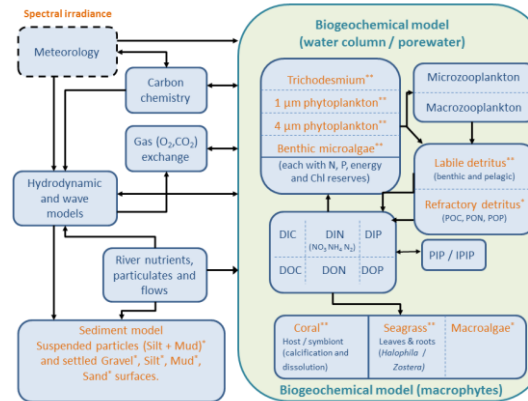 Spectral irradiance
Meteorology
Carbon
chemistry
Gas (O₂,CO₂)
exchange
Hydrodynamic
and wave
models
River nutrients,
particulates and
flows
Sediment model
Suspended particles (Silt + Mud)*
and settled Gravel*, Silt*, Mud*,
Sand* surfaces.
Biogeochemical model
(water column / porewater)
Trichodesmium**
1 µm phytoplankton**
4 µm phytoplankton**
Benthic microalgae**
(each with N, P, energy
and Chl reserves)
Microzooplankton
Macrozooplankton
Labile detritus**
(benthic and pelagic)
Refractory detritus*
(POC, PON, POP)
DIC DIN DIP
(NO₃ NH₄ N₂)
DOC DON DOP
PIP / IPIP
Coral**
Host / symbiont
(calcification and
dissolution)
Seagrass**
Leaves & roots
(Halophila /
Zostera)
Macroalgae*
Biogeochemical model (macrophytes)